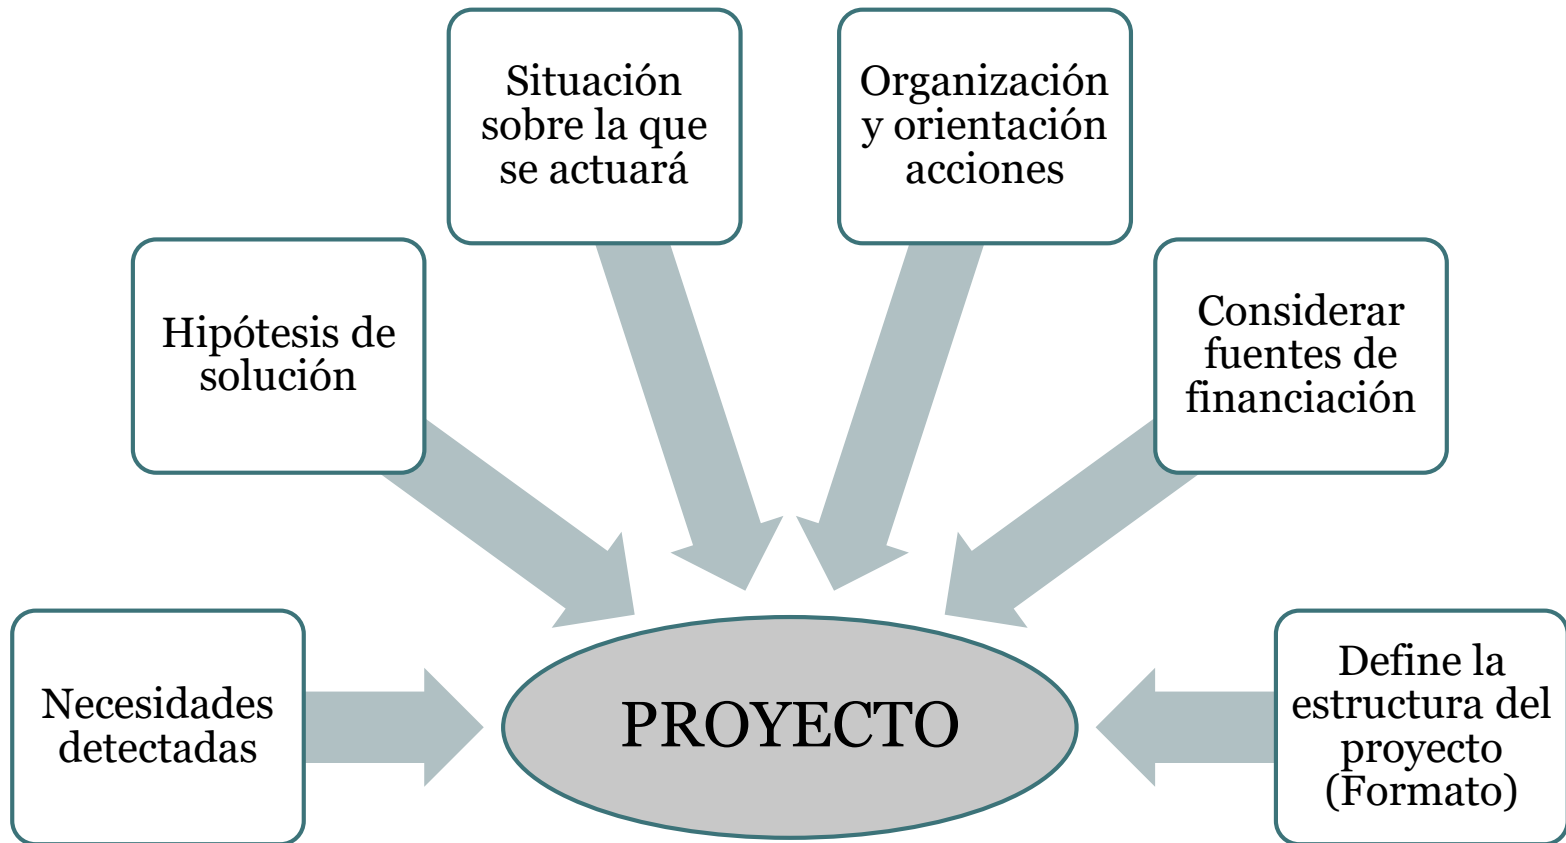 Situación
sobre la que
se actuará
Organización
y orientación
acciones
Hipótesis de
solución
Considerar
fuentes de
financiación
Necesidades
detectadas
PROYECTO
Define la
estructura del
proyecto
(Formato)